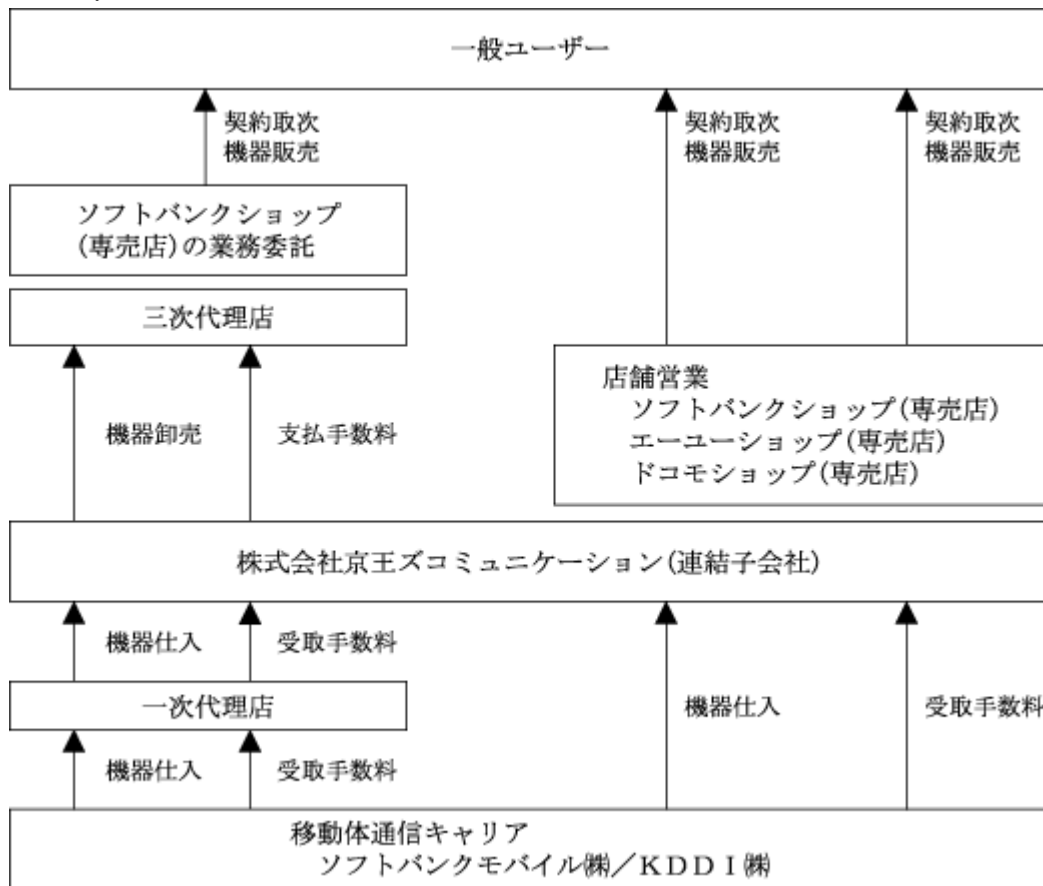 一般ユーザー
契約取次
機器販売
契約取次
機器販売
契約取次
機器販売
ソフトバンクショップ
(専売店)の業務委託
三次代理店
店舗営業
ソフトバンクショップ(専売店)
エーユーショップ(専売店)
ドコモショップ(専売店)
機器卸売
支払手数料
株式会社京王ズコミュニケーション(連結子会社)
機器仕入
受取手数料
一次代理店
機器仕入
受取手数料
機器仕入
受取手数料
移動体通信キャリア
ソフトバンクモバイル㈱／ＫＤＤＩ㈱